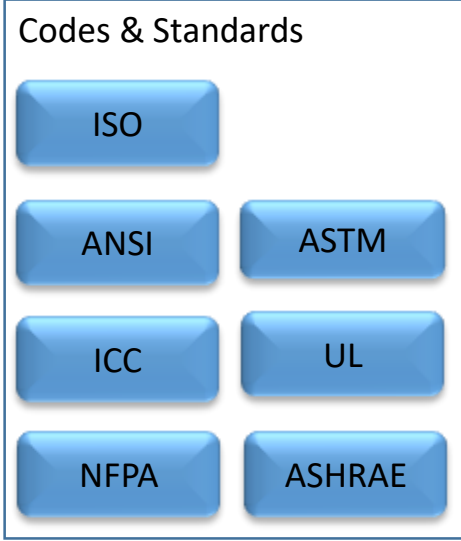 Codes & Standards
ISO
ANSI
ASTM
ICC
UL
NFPA
ASHRAE